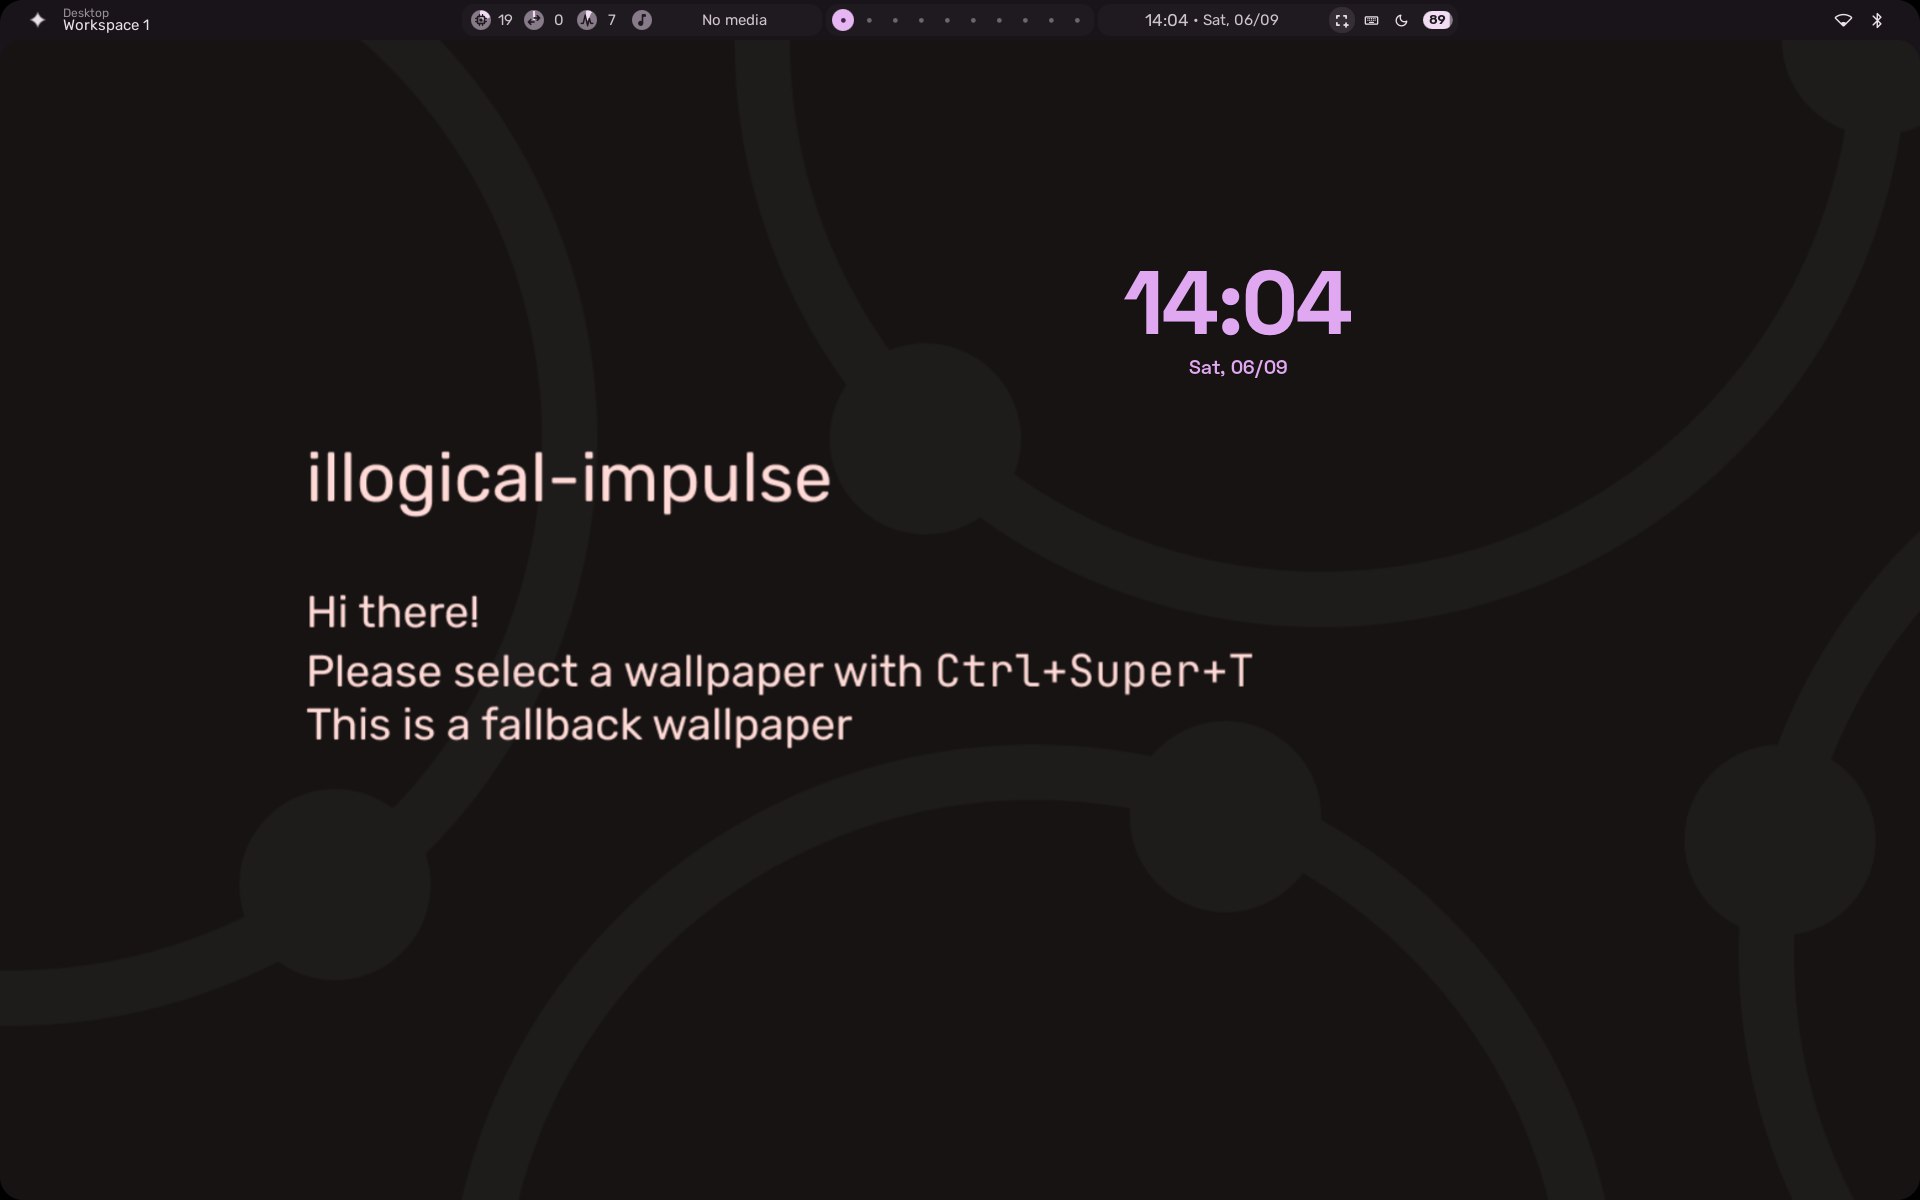 Desktop
Workspace 1
19 0 7 No media
14:04 • Sat, 06/09
89
14:04
Sat, 06/09
illogical-impulse
Hi there!
Please select a wallpaper with Ctrl+Super+T
This is a fallback wallpaper